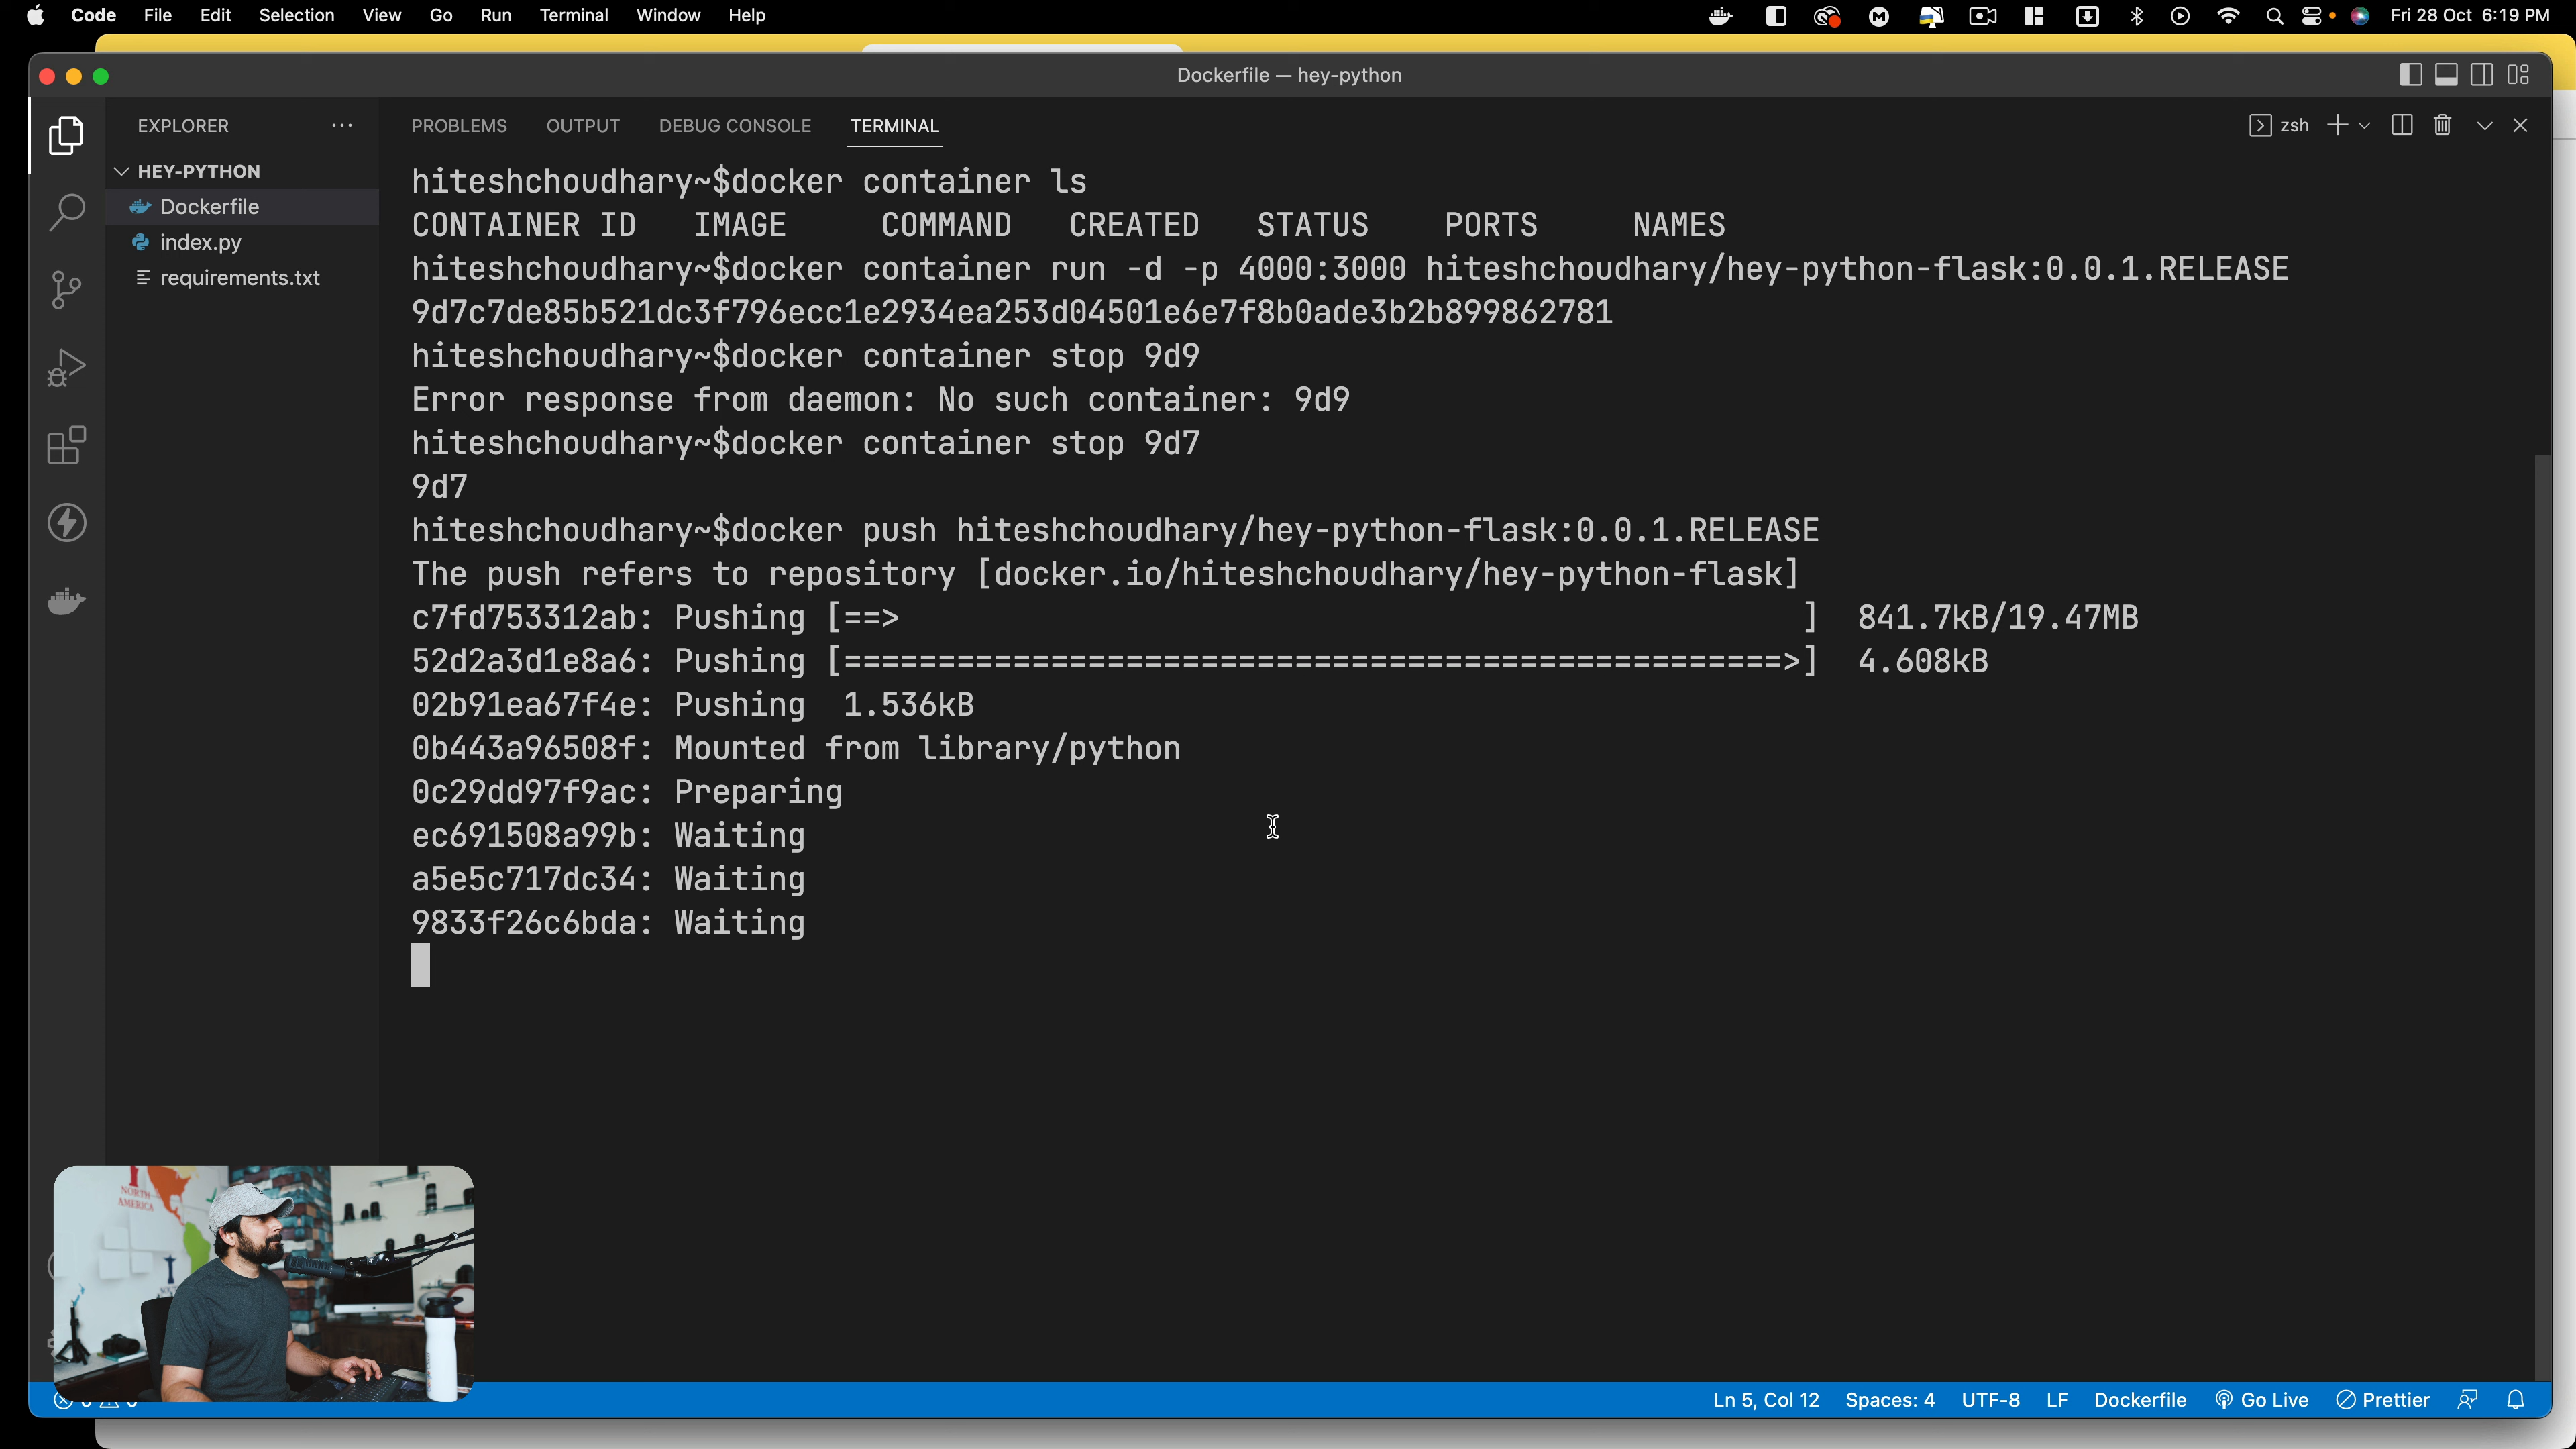 Code File Edit Selection View Go Run Terminal Window Help Fri 28 Oct 6:19 PM
Dockerfile — hey-python
EXPLORER
HEY-PYTHON
Dockerfile
index.py
requirements.txt
PROBLEMS OUTPUT DEBUG CONSOLE TERMINAL zsh
hiteshchoudhary~$docker container ls
CONTAINER ID IMAGE COMMAND CREATED STATUS PORTS NAMES
hiteshchoudhary~$docker container run -d -p 4000:3000 hiteshchoudhary/hey-python-flask:0.0.1.RELEASE
9d7c7de85b521dc3f796ecc1e2934ea253d04501e6e7f8b0ade3b2b899862781
hiteshchoudhary~$docker container stop 9d9
Error response from daemon: No such container: 9d9
hiteshchoudhary~$docker container stop 9d7
9d7
hiteshchoudhary~$docker push hiteshchoudhary/hey-python-flask:0.0.1.RELEASE
The push refers to repository [docker.io/hiteshchoudhary/hey-python-flask]
c7fd753312ab: Pushing [==> ] 841.7kB/19.47MB
52d2a3d1e8a6: Pushing [==================================================>] 4.608kB
02b91ea67f4e: Pushing 1.536kB
0b443a96508f: Mounted from library/python
0c29dd97f9ac: Preparing
ec691508a99b: Waiting
a5e5c717dc34: Waiting
9833f26c6bda: Waiting
NORTH
AMERICA
Ln 5, Col 12 Spaces: 4 UTF-8 LF Dockerfile Go Live Prettier